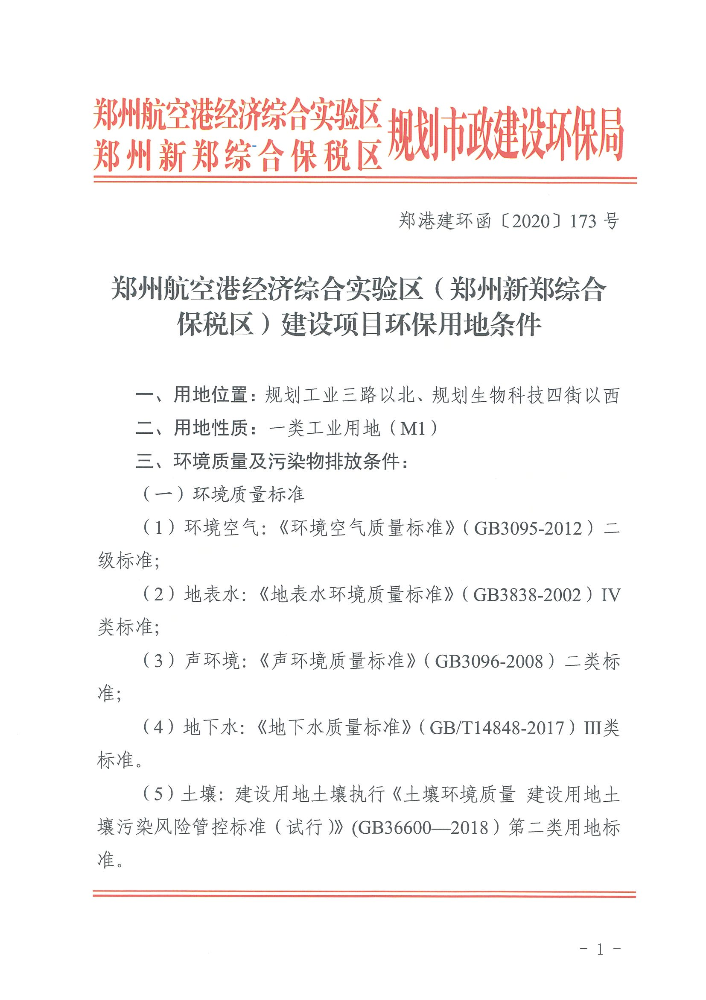 郑州航空港经济综合实验区
郑州新郑综合保税区
规划市政建设环保局
郑港建环函〔2020〕173 号
郑州航空港经济综合实验区（郑州新郑综合
保税区）建设项目环保用地条件
一、用地位置：规划工业三路以北、规划生物科技四街以西
二、用地性质：一类工业用地（M1）
三、环境质量及污染物排放条件：
（一）环境质量标准
（1）环境空气：《环境空气质量标准》（GB3095-2012）二
级标准；
（2）地表水：《地表水环境质量标准》（GB3838-2002）IV
类标准；
（3）声环境：《声环境质量标准》（GB3096-2008）二类标
准；
（4）地下水：《地下水质量标准》（GB/T14848-2017）III类
标准。
（5）土壤：建设用地土壤执行《土壤环境质量 建设用地土
壤污染风险管控标准（试行）》(GB36600—2018）第二类用地标
准。
- 1 -